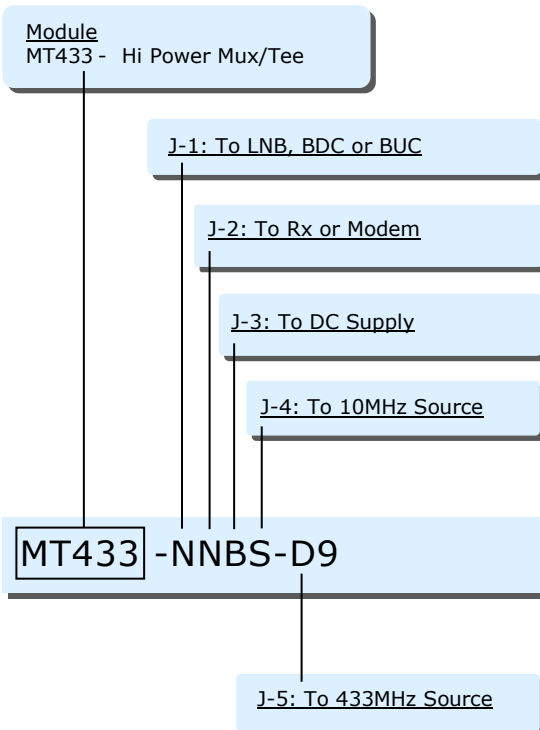 Module
MT433 -  Hi Power Mux/Tee
J-1: To LNB, BDC or BUC
J-2: To Rx or Modem
J-3: To DC Supply
J-4: To 10MHz Source
MT433 -NNBS-D9
J-5: To 433MHz Source